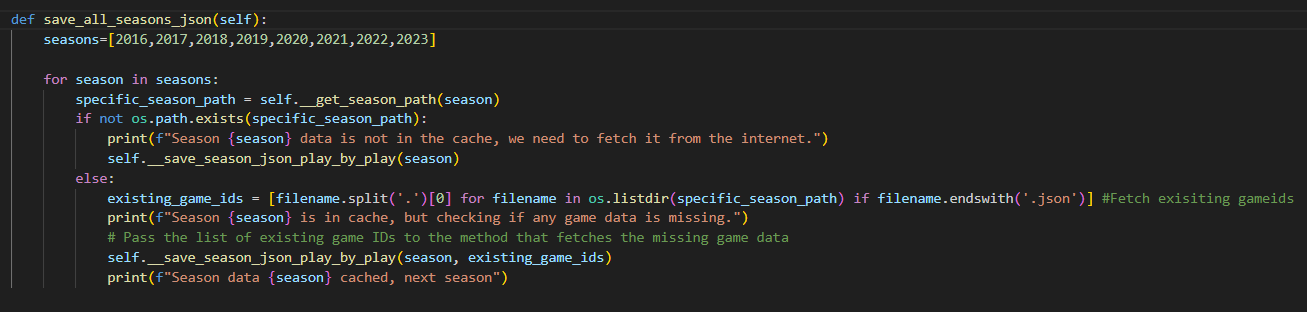 def save_all_seasons_json(self):
    seasons=[2016,2017,2018,2019,2020,2021,2022,2023]
    for season in seasons:
        specific_season_path = self.__get_season_path(season)
        if not os.path.exists(specific_season_path):
            print(f"Season {season} data is not in the cache, we need to fetch it from the internet.")
            self.__save_season_json_play_by_play(season)
        else:
            existing_game_ids = [filename.split('.')[0] for filename in os.listdir(specific_season_path) if filename.endswith('.json')] #Fetch exisiting gameids
            print(f"Season {season} is in cache, but checking if any game data is missing.")
            # Pass the list of existing game IDs to the method that fetches the missing game data
            self.__save_season_json_play_by_play(season, existing_game_ids)
            print(f"Season data {season} cached, next season")